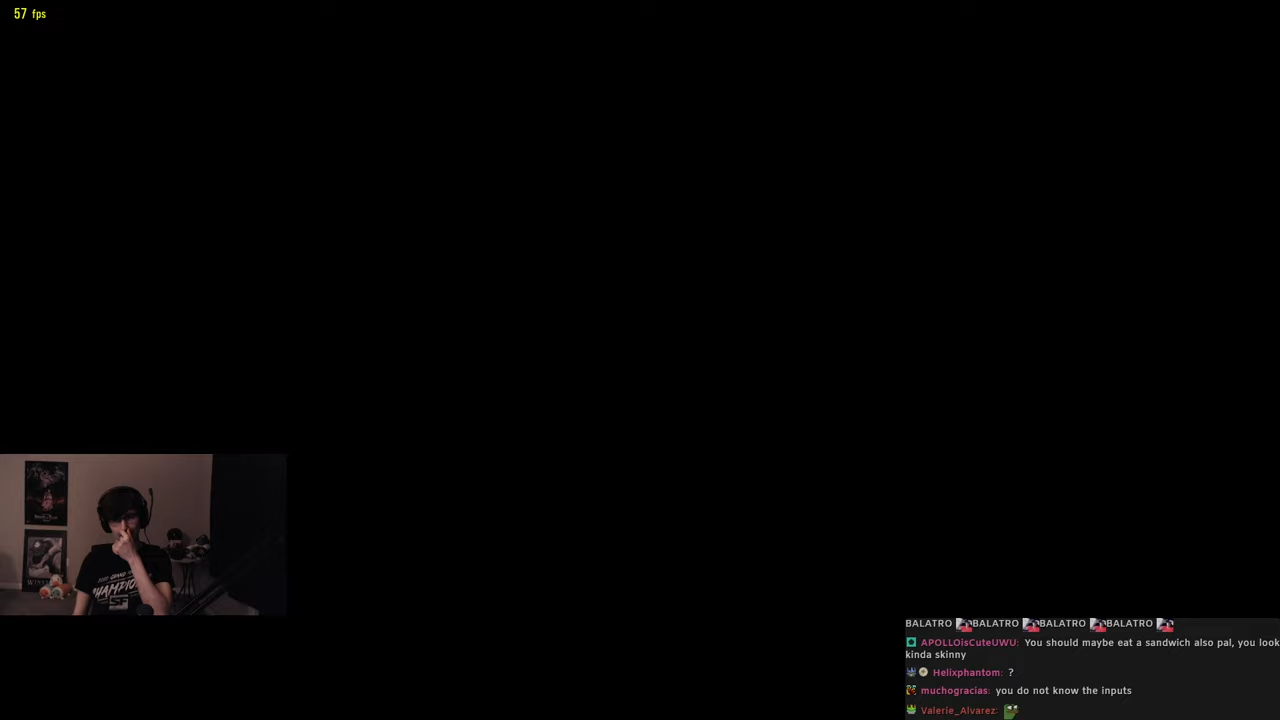 57 fps
BALATRO BALATRO BALATRO BALATRO
APOLLOisCuteUWU: You should maybe eat a sandwich also pal, you look
kinda skinny
Helixphantom: ?
muchogracias: you do not know the inputs
Valerie_Alvarez:
CHAMPION